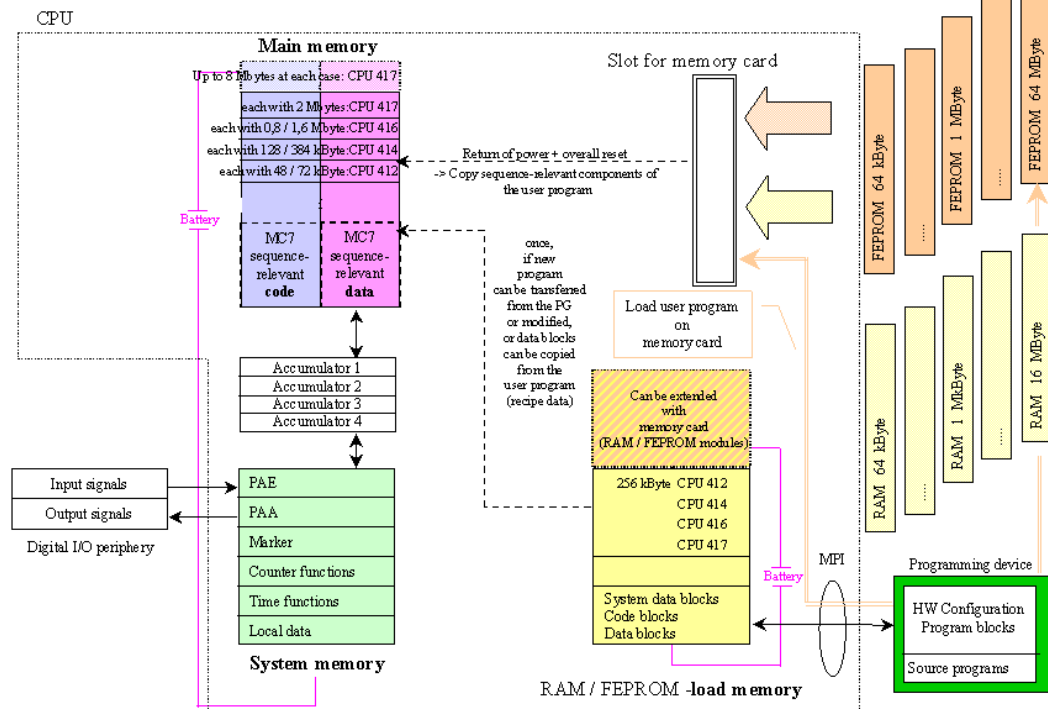 CPU
Main memory
Up to 8 Mbytes at each case: CPU 417
each with 2 Mbytes:CPU 417
each with 0,8 / 1,6 Mbyte:CPU 416
each with 128 / 384 kByte:CPU 414
each with 48 / 72 kByte:CPU 412
Battery
MC7
sequence-
relevant
code
MC7
sequence-
relevant
data
Accumulator 1
Accumulator 2
Accumulator 3
Accumulator 4
Input signals
Output signals
Digital I/O periphery
PAE
PAA
Marker
Counter functions
Time functions
Local data
System memory
Return of power + overall reset
-> Copy sequence-relevant components of
the user program
once,
if new
program
can be transferred
from the PG
or modified,
or data blocks
can be copied
from the
user program
(recipe data)
Slot for memory card
Load user program
on
memory card
Can be extended
with
memory card
(RAM / FEPROM modules)
256 kByte CPU 412
CPU 414
CPU 416
CPU 417
System data blocks
Code blocks
Data blocks
Battery
RAM / FEPROM -load memory
MPI
FEPROM 64 kByte
.....
FEPROM 1 MByte
.....
FEPROM 64 MByte
RAM 64 kByte
.....
RAM 1 MkByte
.....
RAM 16 MByte
Programming device
HW Configuration
Program blocks
Source programs